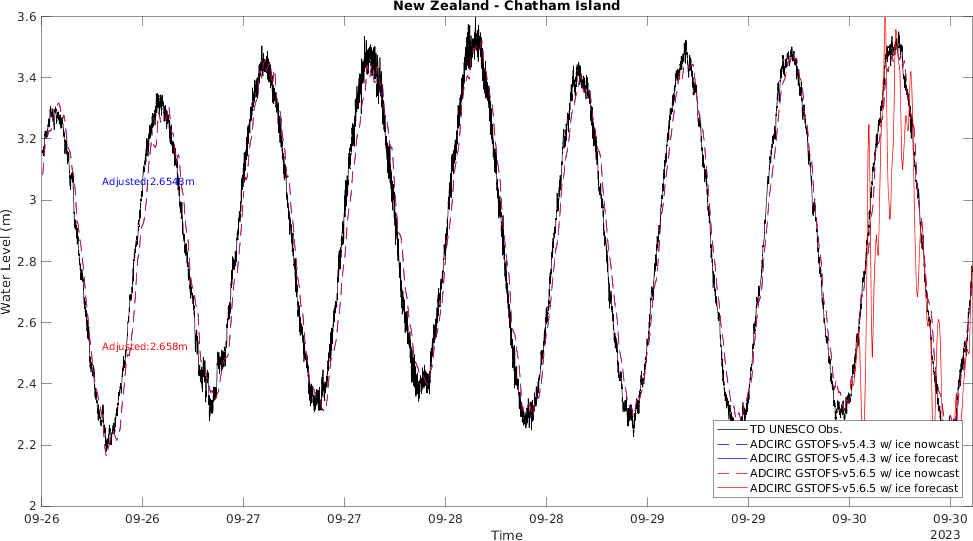 New Zealand - Chatham Island
3.6
3.4
3.2
3
2.8
2.6
2.4
2.2
2
Water Level (m)
Adjusted:2.6543m
Adjusted:2.658m
TD UNESCO Obs.
ADCIRC GSTOFS-v5.4.3 w/ ice nowcast
ADCIRC GSTOFS-v5.4.3 w/ ice forecast
ADCIRC GSTOFS-v5.6.5 w/ ice nowcast
ADCIRC GSTOFS-v5.6.5 w/ ice forecast
09-26 09-26 09-27 09-27 09-28 09-28 09-29 09-29 09-30 09-30
Time 2023